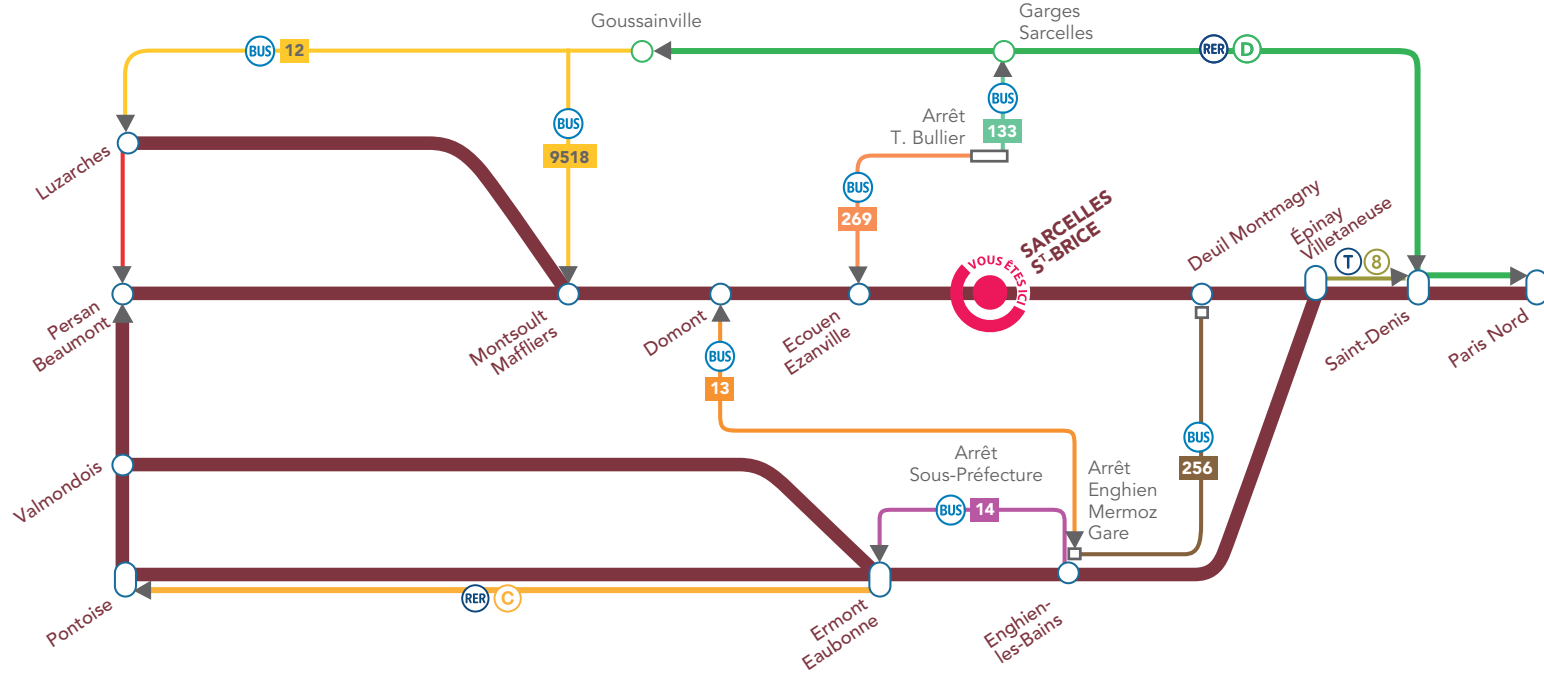 Goussainville
Garges
Sarcelles
BUS 12
RER D
BUS
9518
BUS
133
Arrêt
T. Bullier
BUS
269
Luzarches
SARCELLES
Sᵀ-BRICE
VOUS ÊTES ICI
Deuil Montmagny
Épinay
Villetaneuse
T 8
Persan
Beaumont
Montsoult
Maffliers
Domont
Ecouen
Ezanville
Saint-Denis
Paris Nord
BUS
13
BUS
256
Arrêt
Sous-Préfecture
Arrêt
Enghien
Mermoz
Gare
BUS 14
Valmondois
RER C
Pontoise
Ermont
Eaubonne
Enghien-
les-Bains